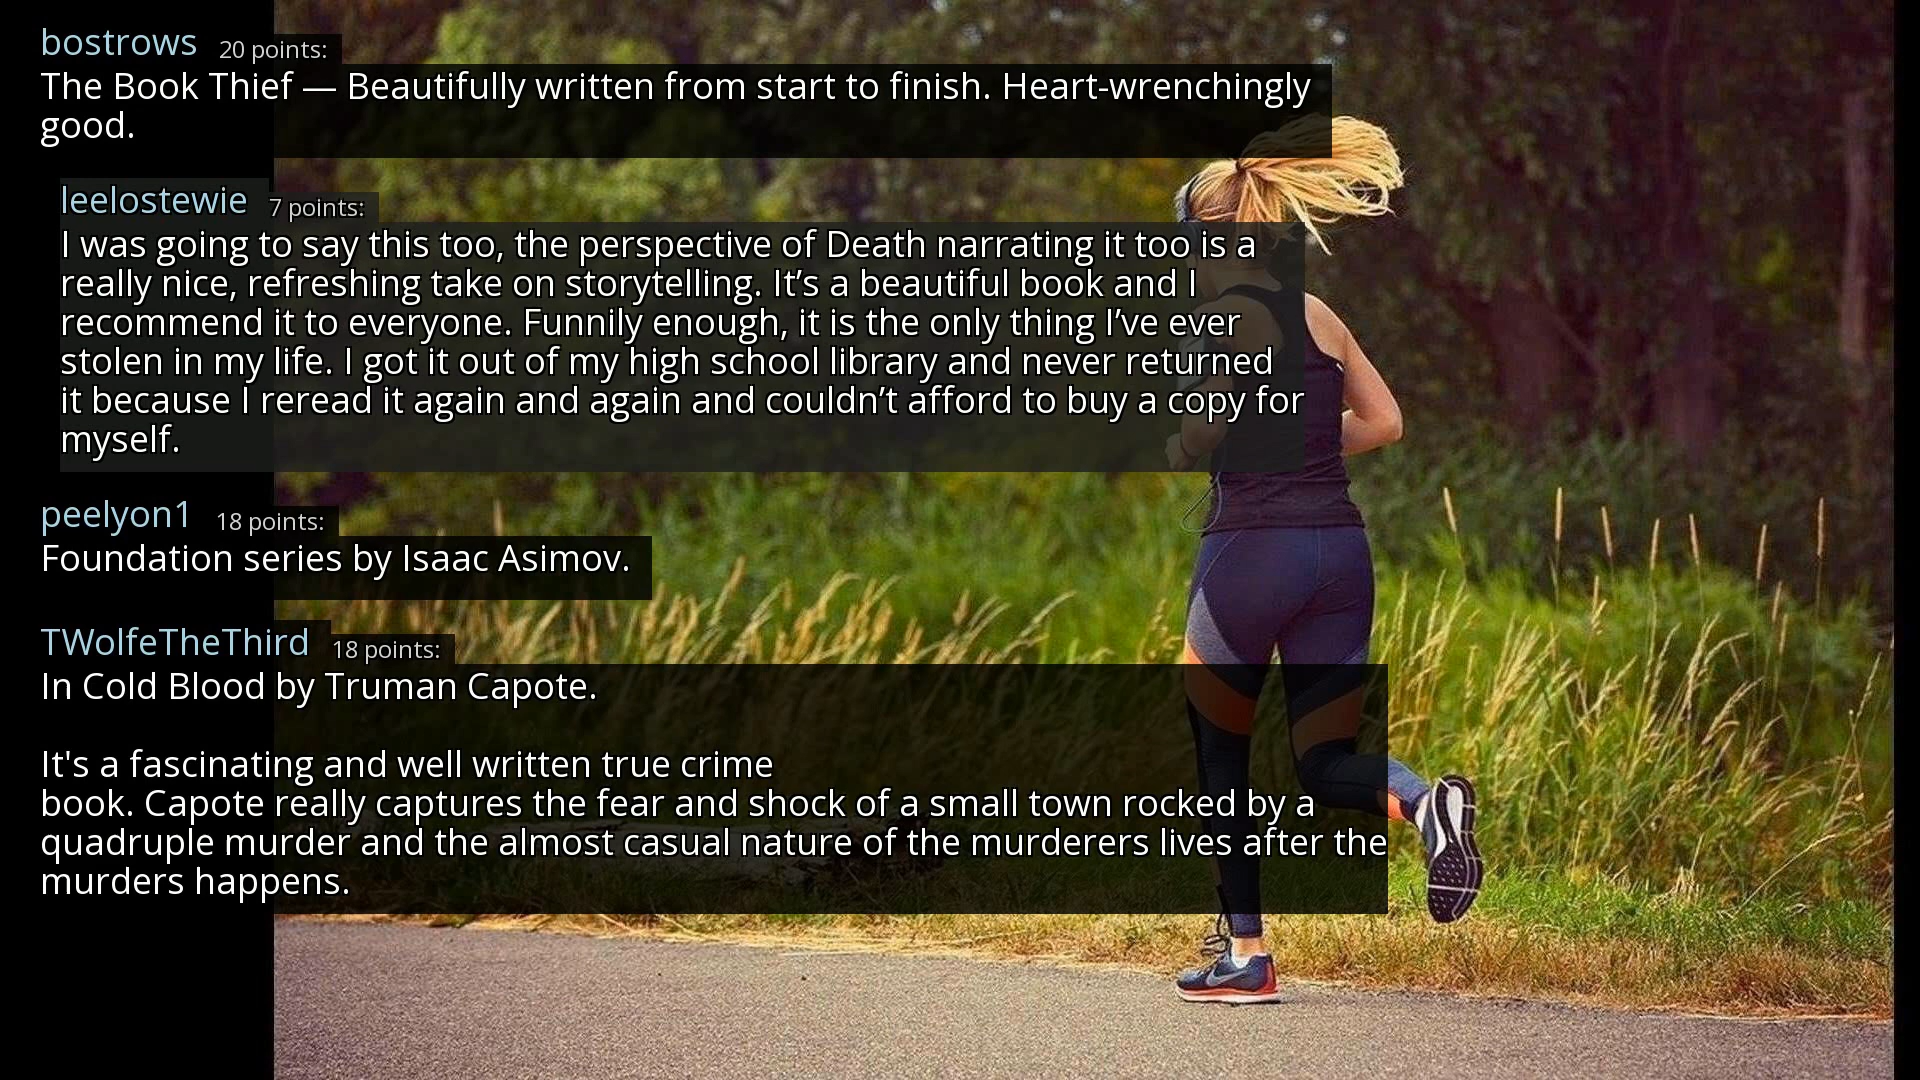 bostrows 20 points:
The Book Thief — Beautifully written from start to finish. Heart-wrenchingly
good.
leelostewie 7 points:
I was going to say this too, the perspective of Death narrating it too is a
really nice, refreshing take on storytelling. It’s a beautiful book and I
recommend it to everyone. Funnily enough, it is the only thing I’ve ever
stolen in my life. I got it out of my high school library and never returned
it because I reread it again and again and couldn’t afford to buy a copy for
myself.
peelyon1 18 points:
Foundation series by Isaac Asimov.
TWolfeTheThird 18 points:
In Cold Blood by Truman Capote.
It's a fascinating and well written true crime
book. Capote really captures the fear and shock of a small town rocked by a
quadruple murder and the almost casual nature of the murderers lives after the
murders happens.